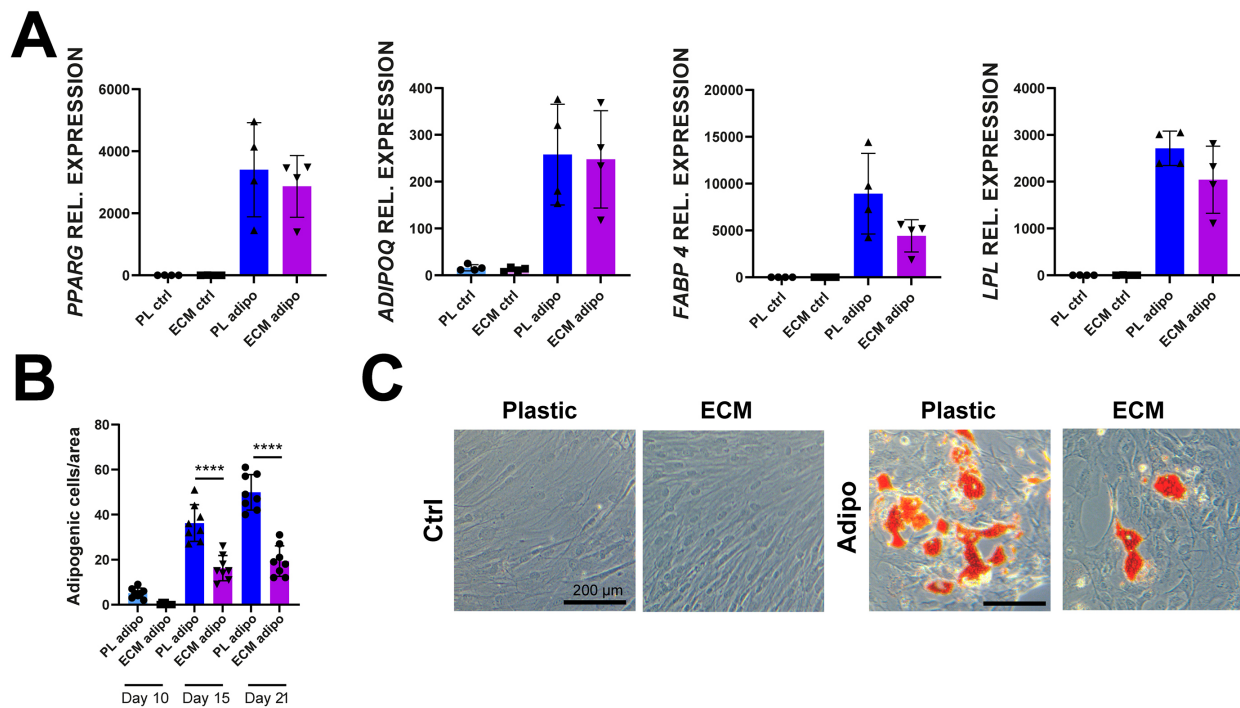 A
PPARG REL. EXPRESSION
6000
4000
2000
0
PL ctrl
ECM ctrl
PL adipo
ECM adipo
ADIPOQ REL. EXPRESSION
400
300
200
100
0
PL ctrl
ECM ctrl
PL adipo
ECM adipo
FABP 4 REL. EXPRESSION
20000
15000
10000
5000
0
PL ctrl
ECM ctrl
PL adipo
ECM adipo
LPL REL. EXPRESSION
4000
3000
2000
1000
0
PL ctrl
ECM ctrl
PL adipo
ECM adipo
B
Adipogenic cells/area
80
60
40
20
0
****
****
PL adipo
ECM adipo
PL adipo
ECM adipo
PL adipo
ECM adipo
Day 10
Day 15
Day 21
C
Plastic
ECM
Plastic
ECM
Ctrl
200 µm
Adipo